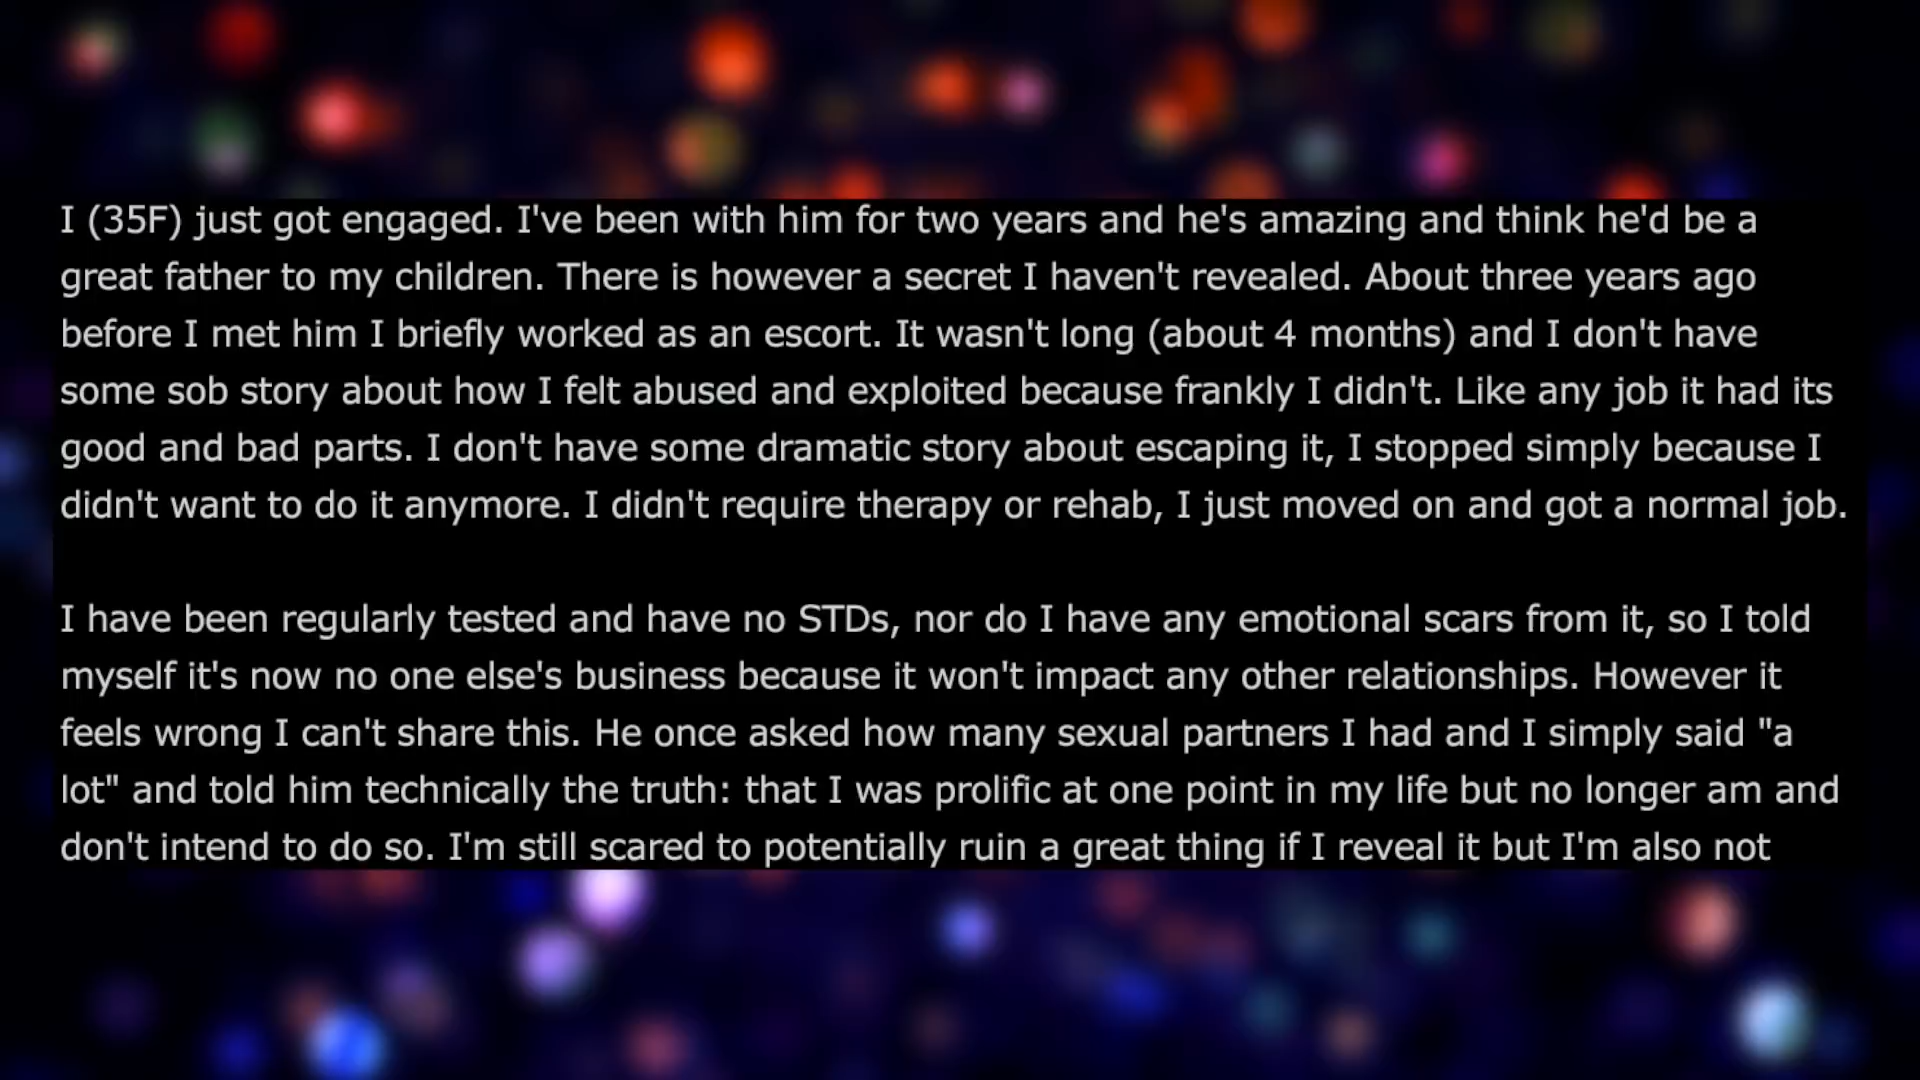 I (35F) just got engaged. I've been with him for two years and he's amazing and think he'd be a
great father to my children. There is however a secret I haven't revealed. About three years ago
before I met him I briefly worked as an escort. It wasn't long (about 4 months) and I don't have
some sob story about how I felt abused and exploited because frankly I didn't. Like any job it had its
good and bad parts. I don't have some dramatic story about escaping it, I stopped simply because I
didn't want to do it anymore. I didn't require therapy or rehab, I just moved on and got a normal job.
I have been regularly tested and have no STDs, nor do I have any emotional scars from it, so I told
myself it's now no one else's business because it won't impact any other relationships. However it
feels wrong I can't share this. He once asked how many sexual partners I had and I simply said "a
lot" and told him technically the truth: that I was prolific at one point in my life but no longer am and
don't intend to do so. I'm still scared to potentially ruin a great thing if I reveal it but I'm also not